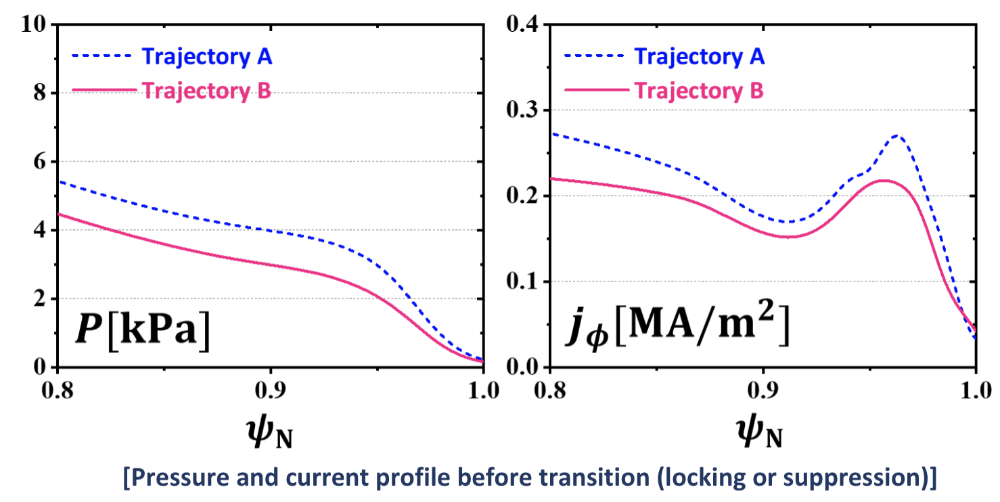 10
8
6
4
2
0
0.8
0.9
1.0
Trajectory A
Trajectory B
P[kPa]
ψN
0.4
0.3
0.2
0.1
0.0
0.8
0.9
1.0
Trajectory A
Trajectory B
jϕ[MA/m²]
ψN
[Pressure and current profile before transition (locking or suppression)]